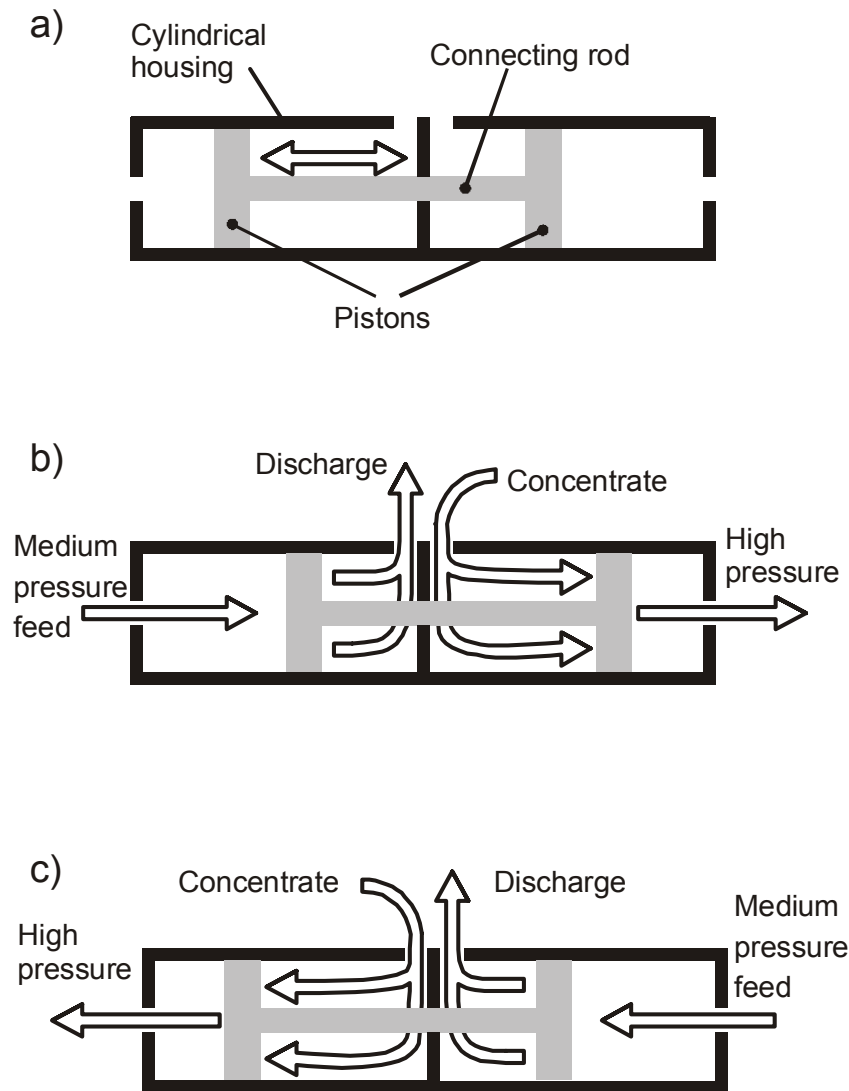 a)
Cylindrical
housing
Connecting rod
Pistons
b)
Discharge
Concentrate
Medium
pressure
feed
High
pressure
c)
Concentrate
Discharge
High
pressure
Medium
pressure
feed